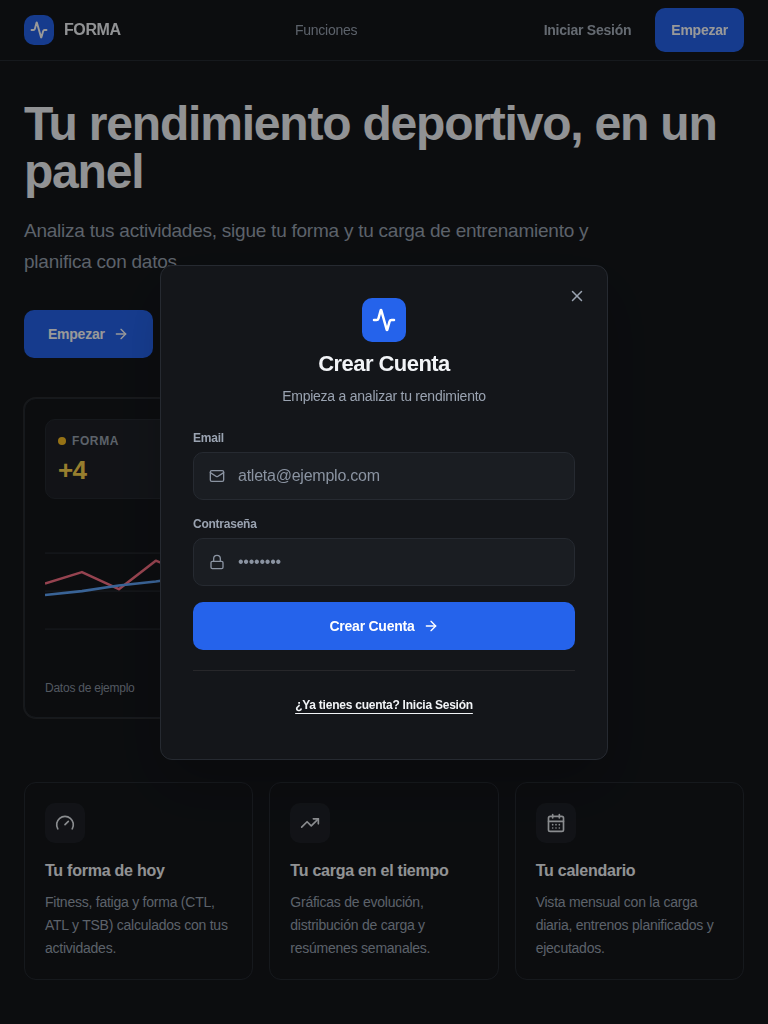 FORMA
Funciones
Iniciar Sesión
Empezar
Tu rendimiento deportivo, en un
panel
Analiza tus actividades, sigue tu forma y tu carga de entrenamiento y
planifica con datos
Empezar
FORMA
+4
Datos de ejemplo
Crear Cuenta
Empieza a analizar tu rendimiento
Email
atleta@ejemplo.com
Contraseña
••••••••
Crear Cuenta
¿Ya tienes cuenta? Inicia Sesión
Tu forma de hoy
Fitness, fatiga y forma (CTL,
ATL y TSB) calculados con tus
actividades.
Tu carga en el tiempo
Gráficas de evolución,
distribución de carga y
resúmenes semanales.
Tu calendario
Vista mensual con la carga
diaria, entrenos planificados y
ejecutados.